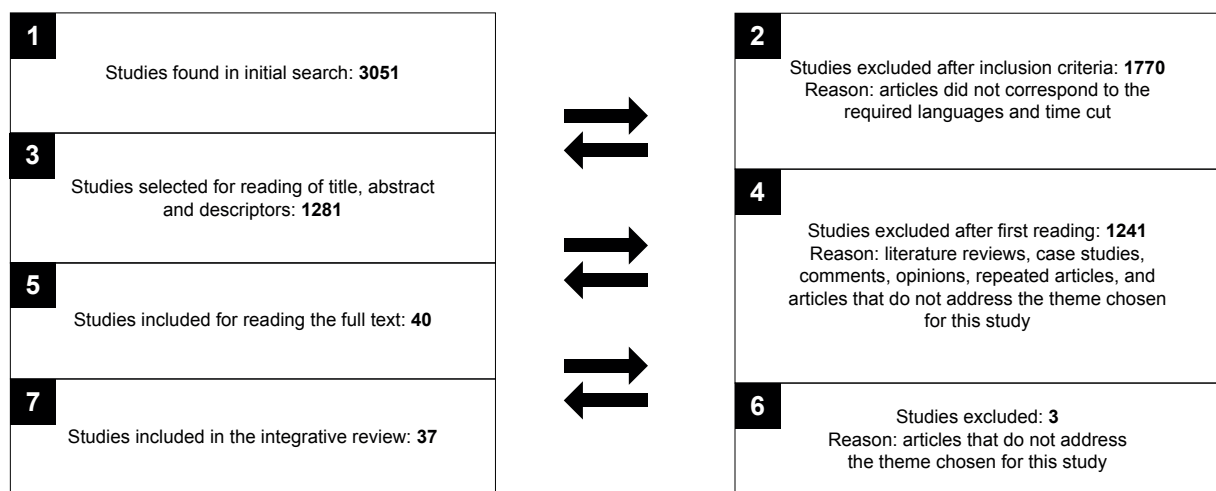 1
Studies found in initial search: 3051
2
Studies excluded after inclusion criteria: 1770
Reason: articles did not correspond to the
required languages and time cut
3
Studies selected for reading of title, abstract
and descriptors: 1281
4
Studies excluded after first reading: 1241
Reason: literature reviews, case studies,
comments, opinions, repeated articles, and
articles that do not address the theme chosen
for this study
5
Studies included for reading the full text: 40
6
Studies excluded: 3
Reason: articles that do not address
the theme chosen for this study
7
Studies included in the integrative review: 37